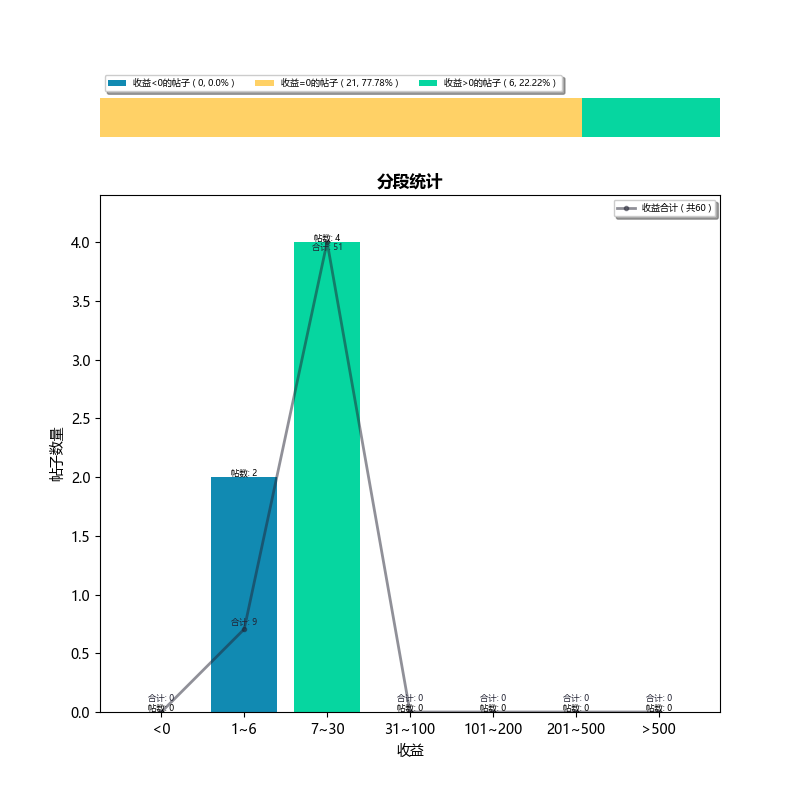 收益<0的帖子 ( 0, 0.0% ) 收益=0的帖子 ( 21, 77.78% ) 收益>0的帖子 ( 6, 22.22% )
分段统计
收益合计 ( 共60 )
4.0
3.5
3.0
2.5
2.0
1.5
1.0
0.5
0.0
帖子数量
帖数: 4
合计: 51
帖数: 2
合计: 9
合计: 0 合计: 0 合计: 0 合计: 0 合计: 0
帖数: 0 帖数: 0 帖数: 0 帖数: 0 帖数: 0
<0 1~6 7~30 31~100 101~200 201~500 >500
收益